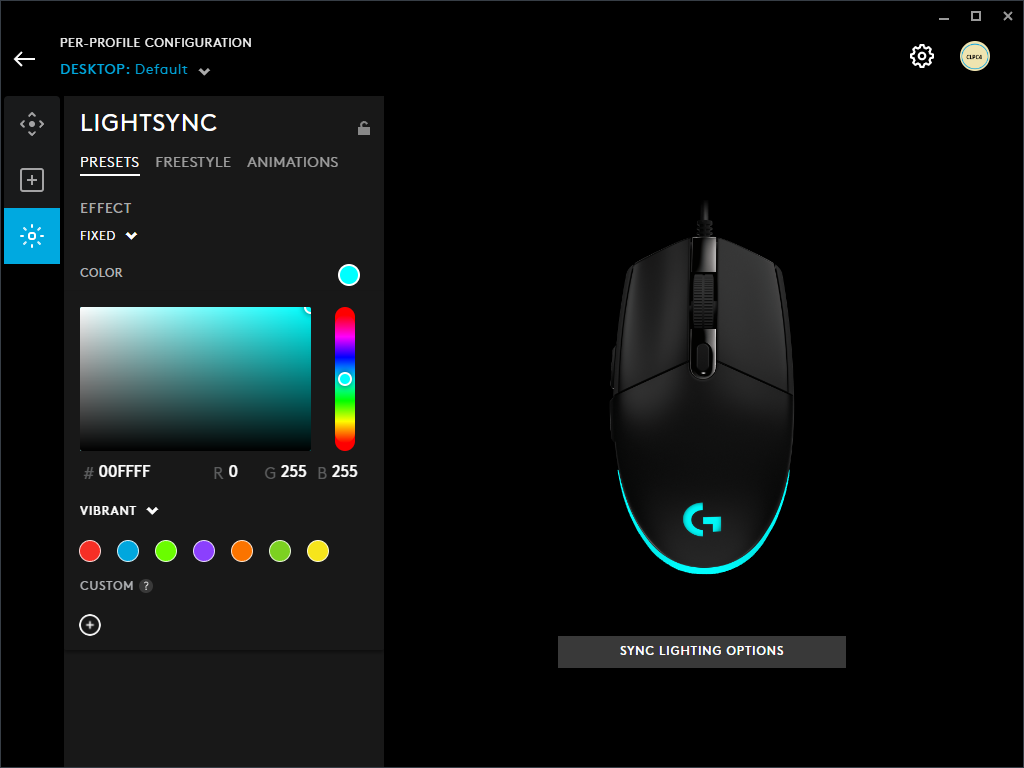 PER-PROFILE CONFIGURATION
DESKTOP: Default
CLPC4
LIGHTSYNC
PRESETS FREESTYLE ANIMATIONS
EFFECT
FIXED
COLOR
# 00FFFF R 0 G 255 B 255
VIBRANT
CUSTOM ?
SYNC LIGHTING OPTIONS